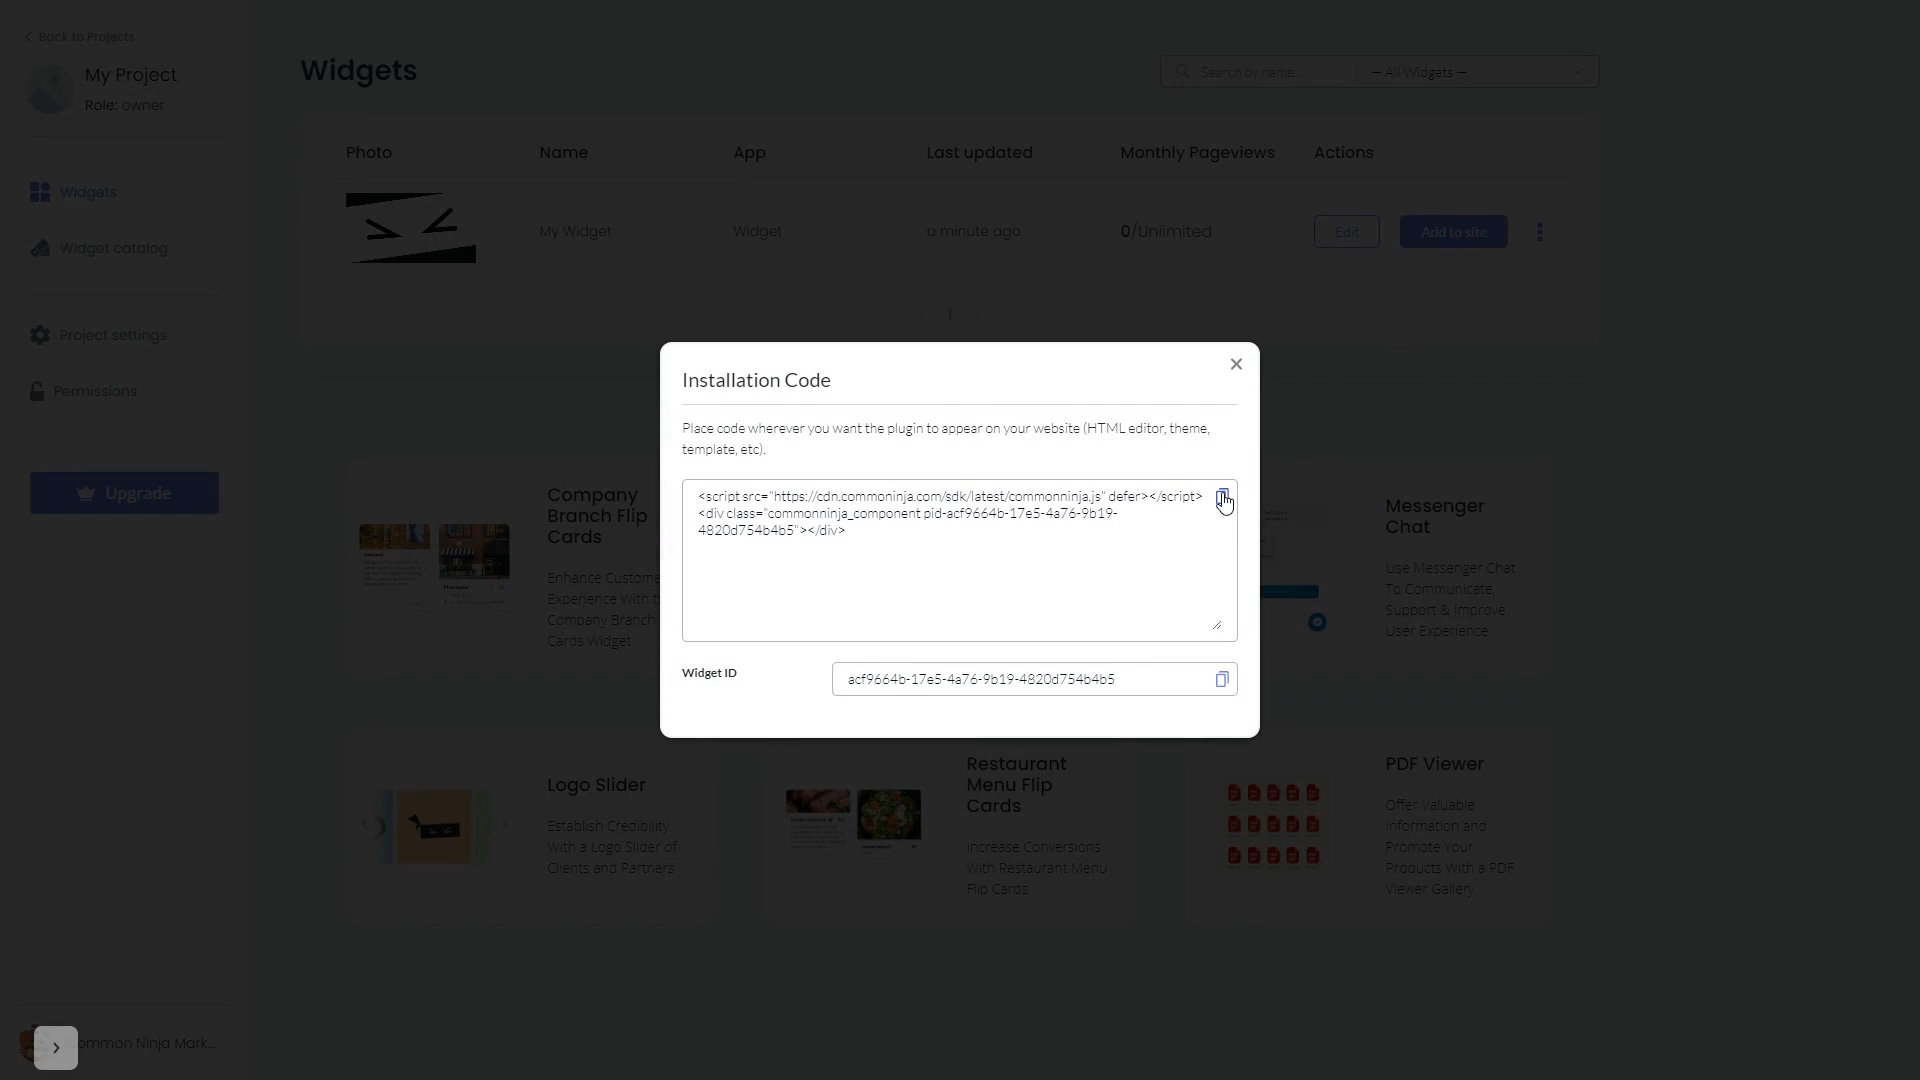 Back to Projects
My Project
Role: owner
Widgets
Widget catalog
Project settings
Permissions
Upgrade
Widgets
Search by name...
— All Widgets —
Photo
Name
App
Last updated
Monthly Pageviews
Actions
My Widget
Widget
a minute ago
0/Unlimited
Edit
Add to site
1
Installation Code
Place code wherever you want the plugin to appear on your website (HTML editor, theme,
template, etc).
<script src="https://cdn.commoninja.com/sdk/latest/commonninja.js" defer></script>
<div class="commonninja_component pid-acf9664b-17e5-4a76-9b19-
4820d754b4b5"></div>
Widget ID
acf9664b-17e5-4a76-9b19-4820d754b4b5
Company
Branch Flip
Cards
Enhance Custome
Experience With
Company Branch
Cards Widget
Messenger
Chat
Use Messenger Chat
To Communicate,
Support & Improve
User Experience
Logo Slider
Establish Credibility
With a Logo Slider of
Clients and Partners
Restaurant
Menu Flip
Cards
Increase Conversions
With Restaurant Menu
Flip Cards
PDF Viewer
Offer Valuable
Information and
Promote Your
Products With a PDF
Viewer Gallery
ommon Ninja Mark...